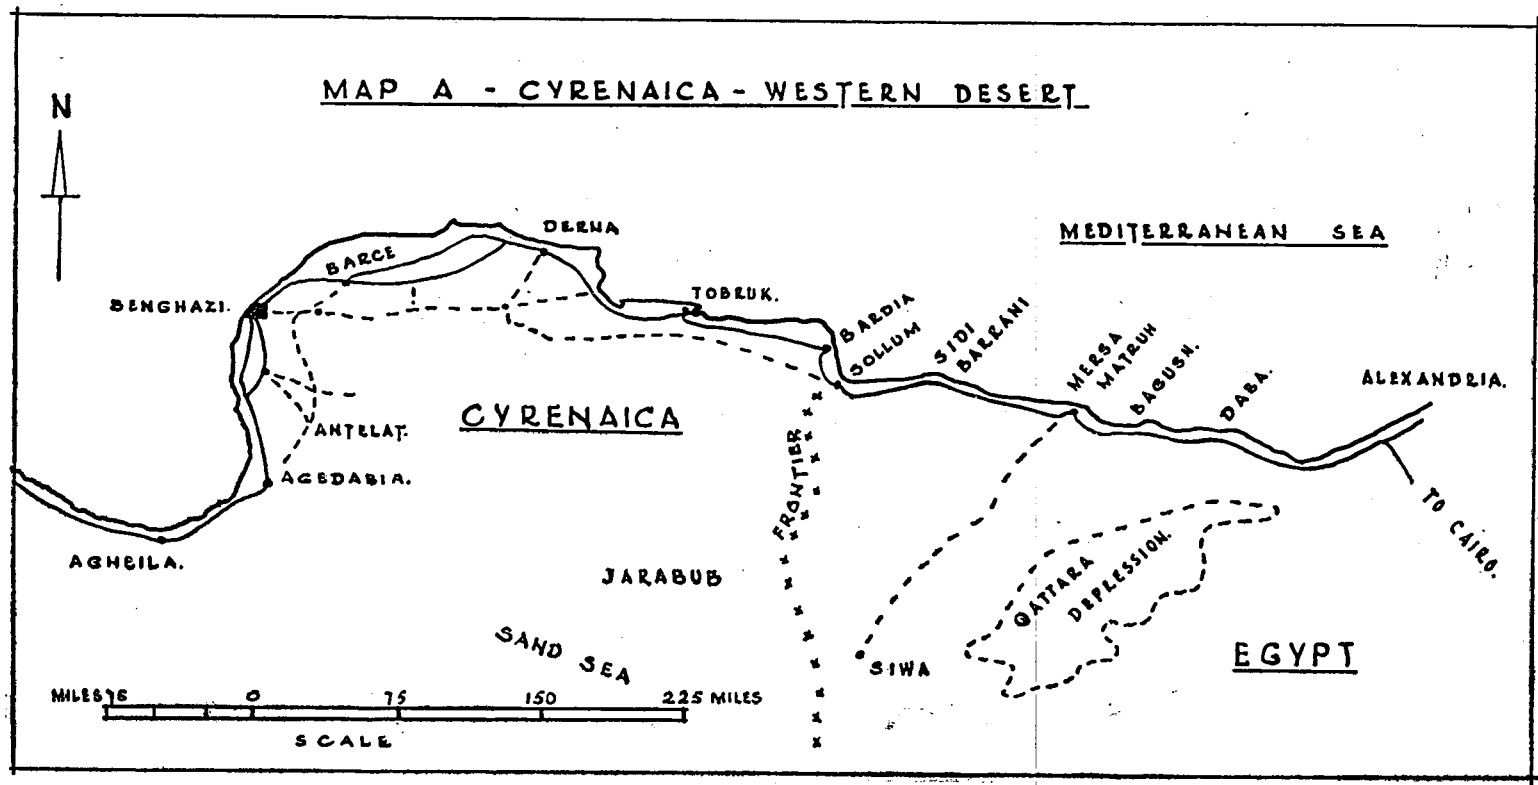 MAP A - CYRENAICA - WESTERN DESERT
N
DERNA
MEDITERRANEAN SEA
BARCE
BENGHAZI.
TOBRUK.
BARDIA
SOLLUM
SIDI
BARRANI
MERSA
MATRUH
BAGUSH.
DABA.
ALEXANDRIA.
CYRENAICA
ANTELAT.
AGEDABIA.
FRONTIER
TO CAIRO.
AGHEILA.
JARABUB
QATTARA
DEPRESSION.
SAND SEA
SIWA
EGYPT
MILES 75 0 75 150 225 MILES
SCALE